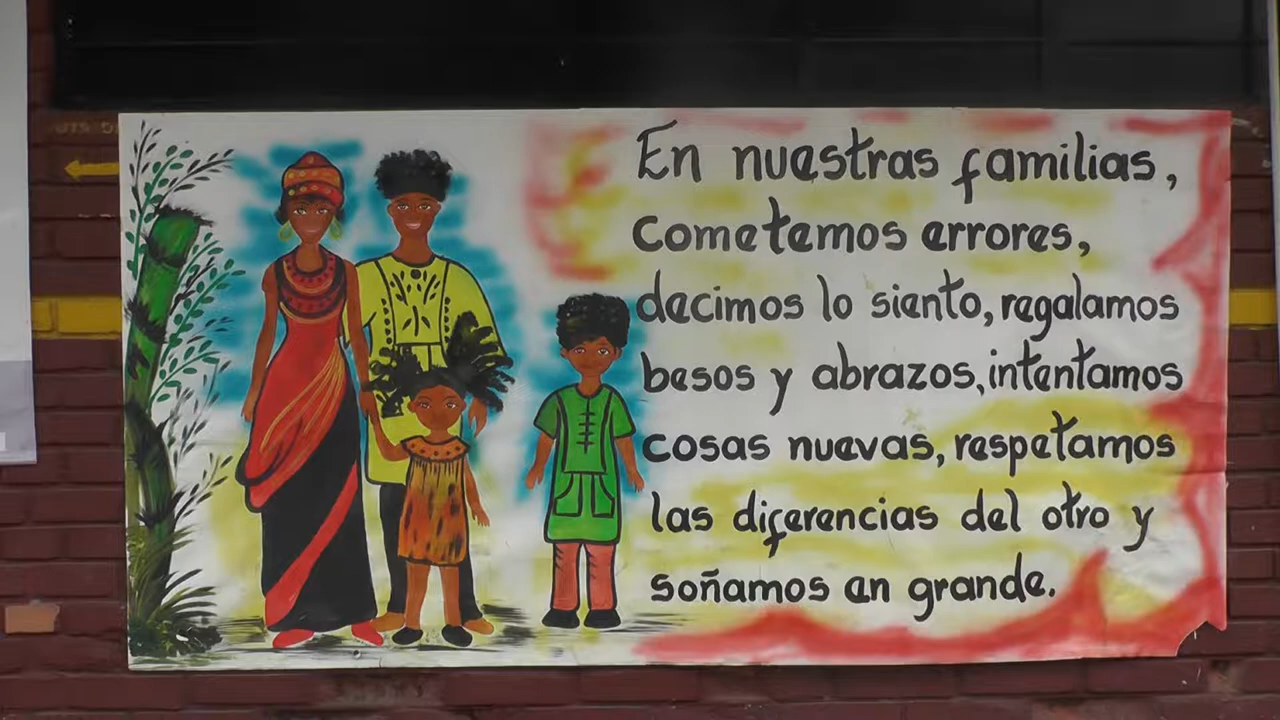 En nuestras familias,
Cometemos errores,
decimos lo siento, regalamos
besos y abrazos, intentamos
cosas nuevas, respetamos
las diferencias del otro y
soñamos en grande.